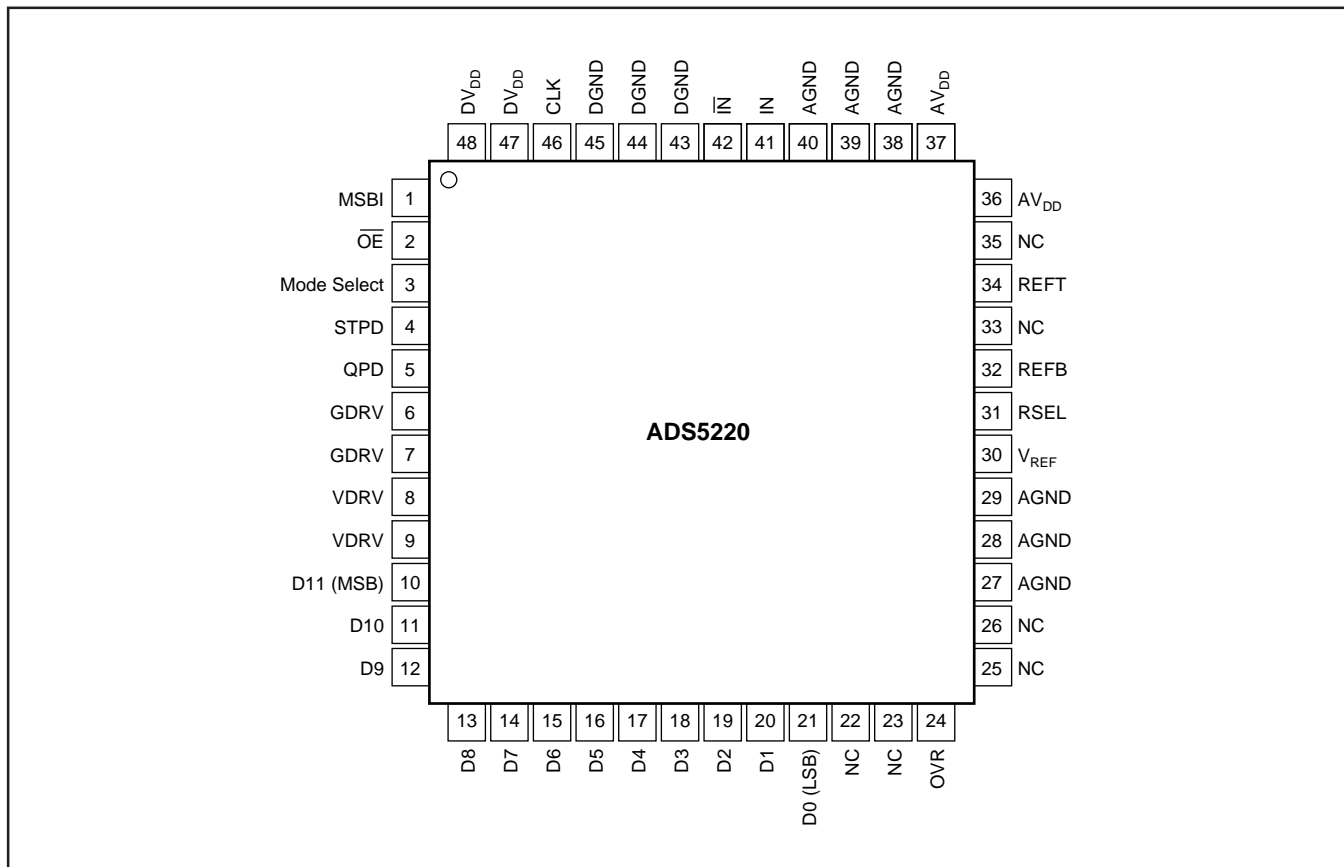 DV_DD
DV_DD
CLK
DGND
DGND
DGND
I̅N̅
IN
AGND
AGND
AGND
AV_DD
48 47 46 45 44 43 42 41 40 39 38 37
MSBI 1
O̅E̅ 2
Mode Select 3
STPD 4
QPD 5
GDRV 6
GDRV 7
VDRV 8
VDRV 9
D11 (MSB) 10
D10 11
D9 12
ADS5220
36 AV_DD
35 NC
34 REFT
33 NC
32 REFB
31 RSEL
30 V_REF
29 AGND
28 AGND
27 AGND
26 NC
25 NC
13 14 15 16 17 18 19 20 21 22 23 24
D8
D7
D6
D5
D4
D3
D2
D1
D0 (LSB)
NC
NC
OVR